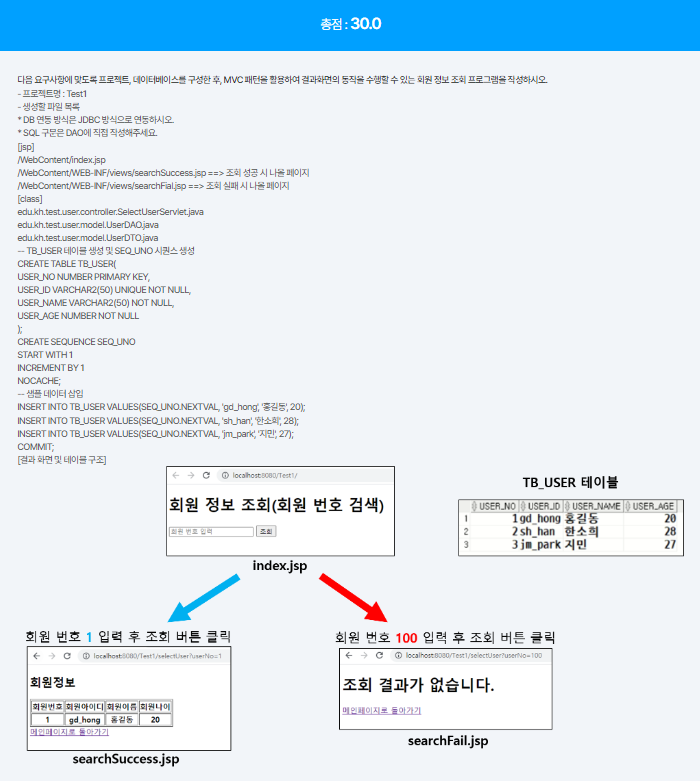 총점 : 30.0
다음 요구사항에 맞도록 프로젝트, 데이터베이스를 구성한 후, MVC 패턴을 활용하여 결과화면의 동작을 수행할 수 있는 회원 정보 조회 프로그램을 작성하시오.
- 프로젝트명 : Test1
- 생성할 파일 목록
* DB 연동 방식은 JDBC 방식으로 연동하시오.
* SQL 구문은 DAO에 직접 작성해주세요.
[jsp]
/WebContent/index.jsp
/WebContent/WEB-INF/views/searchSuccess.jsp ==> 조회 성공 시 나올 페이지
/WebContent/WEB-INF/views/searchFial.jsp ==> 조회 실패 시 나올 페이지
[class]
edu.kh.test.user.controller.SelectUserServlet.java
edu.kh.test.user.model.UserDAO.java
edu.kh.test.user.model.UserDTO.java
-- TB_USER 테이블 생성 및 SEQ_UNO 시퀀스 생성
CREATE TABLE TB_USER(
USER_NO NUMBER PRIMARY KEY,
USER_ID VARCHAR2(50) UNIQUE NOT NULL,
USER_NAME VARCHAR2(50) NOT NULL,
USER_AGE NUMBER NOT NULL
);
CREATE SEQUENCE SEQ_UNO
START WITH 1
INCREMENT BY 1
NOCACHE;
-- 샘플 데이터 삽입
INSERT INTO TB_USER VALUES(SEQ_UNO.NEXTVAL, 'gd_hong', '홍길동', 20);
INSERT INTO TB_USER VALUES(SEQ_UNO.NEXTVAL, 'sh_han', '한소희', 28);
INSERT INTO TB_USER VALUES(SEQ_UNO.NEXTVAL, 'jm_park', '지민', 27);
COMMIT;
[결과 화면 및 테이블 구조]
localhost:8080/Test1/
회원 정보 조회(회원 번호 검색)
회원 번호 입력 조회
index.jsp
TB_USER 테이블
USER_NO USER_ID USER_NAME USER_AGE
1 1 gd_hong 홍길동 20
2 2 sh_han 한소희 28
3 3 jm_park 지민 27
회원 번호 1 입력 후 조회 버튼 클릭
localhost:8080/Test1/selectUser?userNo=1
회원정보
회원번호 회원아이디 회원이름 회원나이
1 gd_hong 홍길동 20
메인페이지로 돌아가기
searchSuccess.jsp
회원 번호 100 입력 후 조회 버튼 클릭
localhost:8080/Test1/selectUser?userNo=100
조회 결과가 없습니다.
메인페이지로 돌아가기
searchFail.jsp